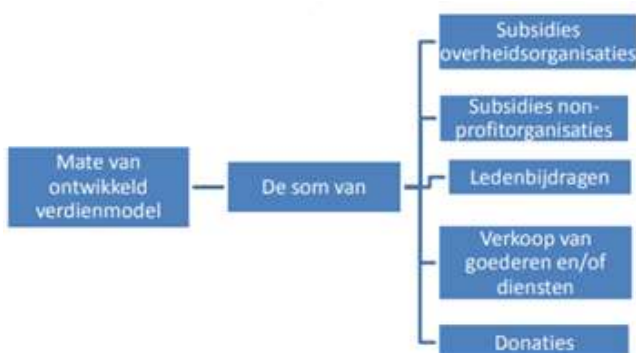 Mate van
ontwikkeld
verdienmodel
De som van
Subsidies
overheidsorganisaties
Subsidies non-
profitorganisaties
Ledenbijdragen
Verkoop van
goederen en/of
diensten
Donaties